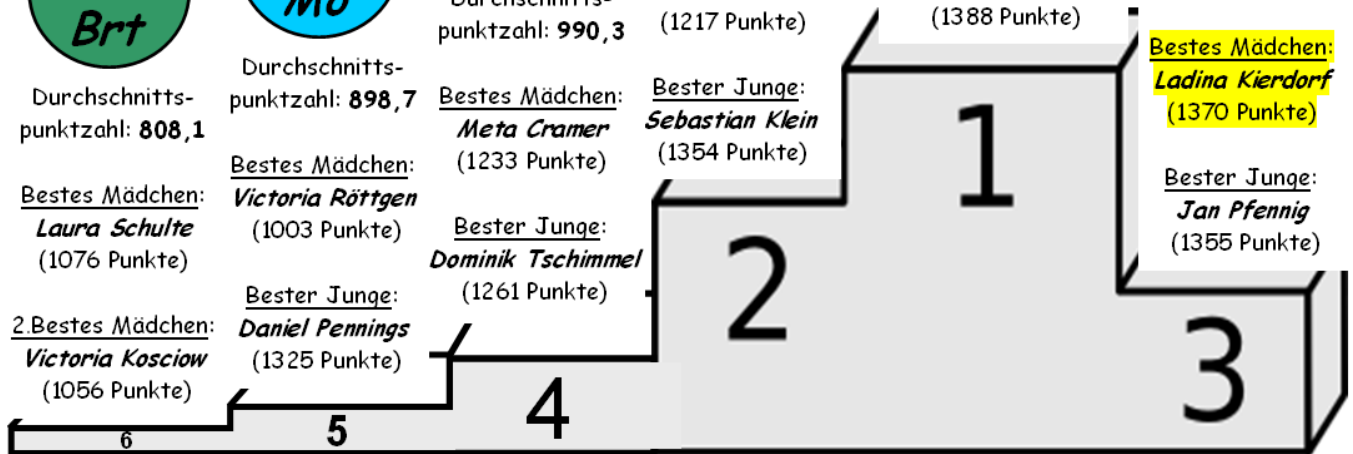 Brt
Durchschnitts-
punktzahl: 808,1
Bestes Mädchen:
Laura Schulte
(1076 Punkte)
2.Bestes Mädchen:
Victoria Kosciow
(1056 Punkte)
6
Mo
Durchschnitts-
punktzahl: 898,7
Bestes Mädchen:
Victoria Röttgen
(1003 Punkte)
Bester Junge:
Daniel Pennings
(1325 Punkte)
5
Durchschnitts-
punktzahl: 990,3
Bestes Mädchen:
Meta Cramer
(1233 Punkte)
Bester Junge:
Dominik Tschimmel
(1261 Punkte)
4
(1217 Punkte)
Bester Junge:
Sebastian Klein
(1354 Punkte)
2
(1388 Punkte)
1
Bestes Mädchen:
Ladina Kierdorf
(1370 Punkte)
Bester Junge:
Jan Pfennig
(1355 Punkte)
3